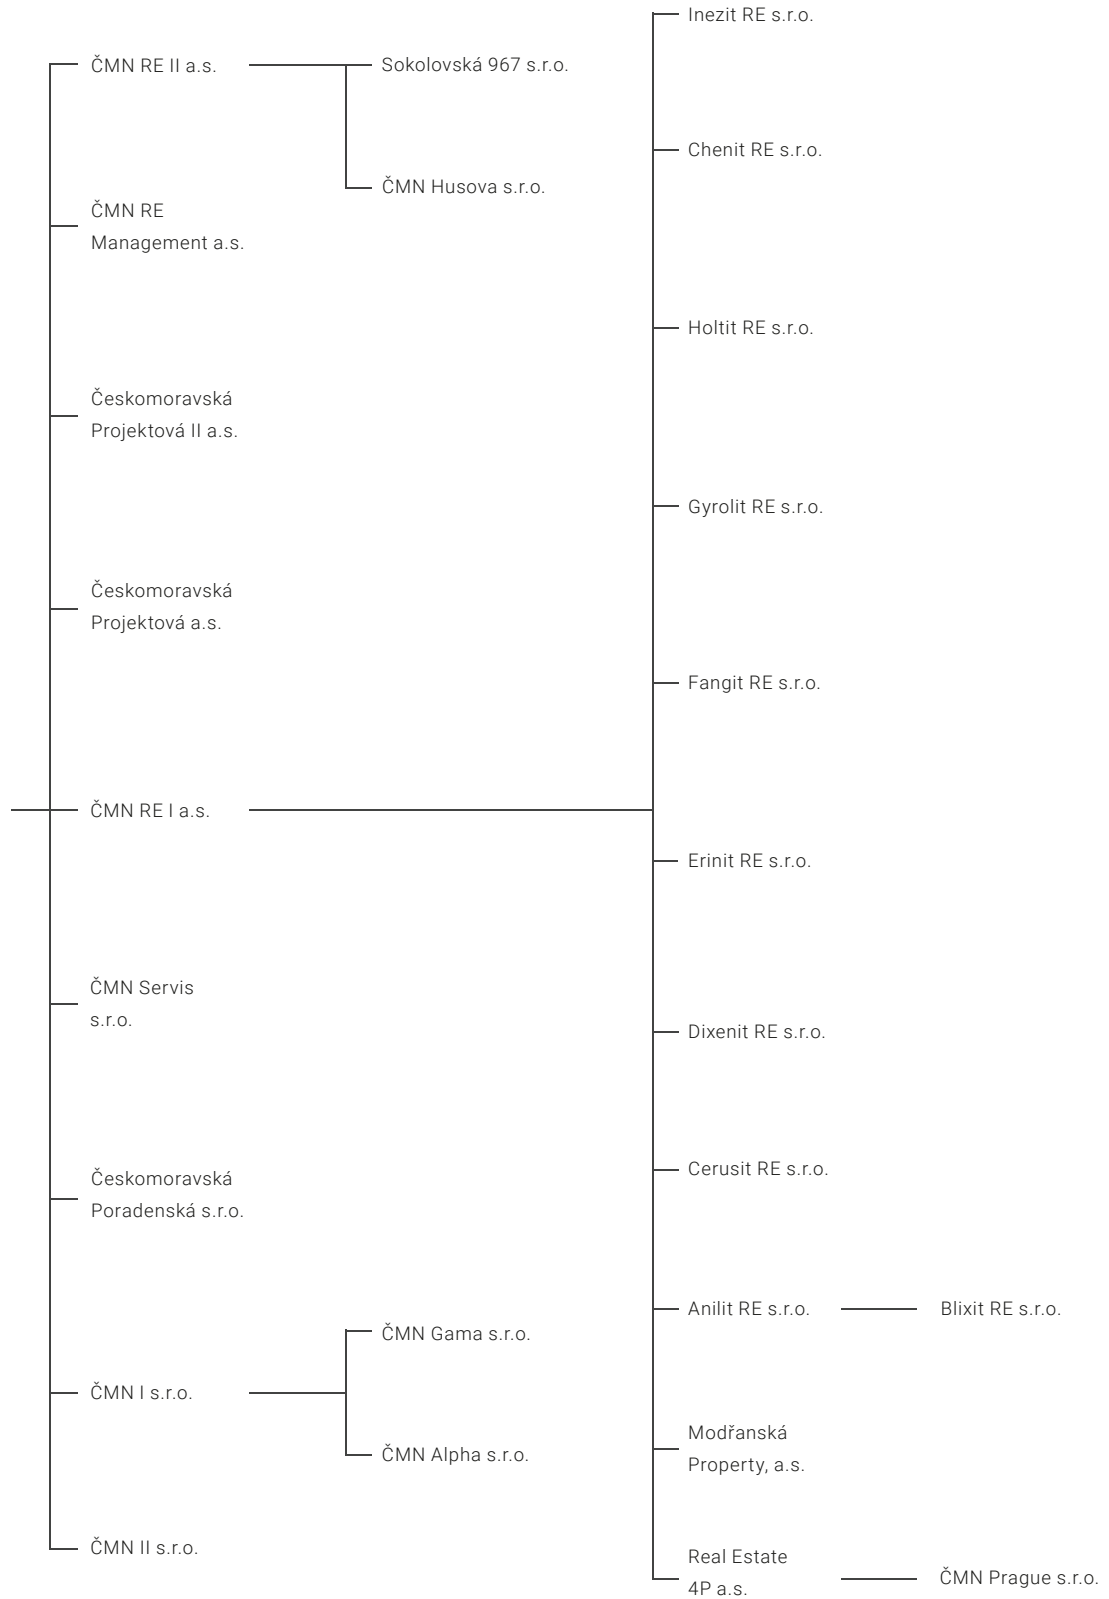 ČMN RE II a.s.
ČMN RE
Management a.s.
Českomoravská
Projektová II a.s.
Českomoravská
Projektová a.s.
ČMN RE I a.s.
ČMN Servis
s.r.o.
Českomoravská
Poradenská s.r.o.
ČMN I s.r.o.
ČMN II s.r.o.
Sokolovská 967 s.r.o.
ČMN Husova s.r.o.
ČMN Gama s.r.o.
ČMN Alpha s.r.o.
Inezit RE s.r.o.
Chenit RE s.r.o.
Holtit RE s.r.o.
Gyrolit RE s.r.o.
Fangit RE s.r.o.
Erinit RE s.r.o.
Dixenit RE s.r.o.
Cerusit RE s.r.o.
Anilit RE s.r.o.
Modřanská
Property, a.s.
Real Estate
4P a.s.
Blixit RE s.r.o.
ČMN Prague s.r.o.